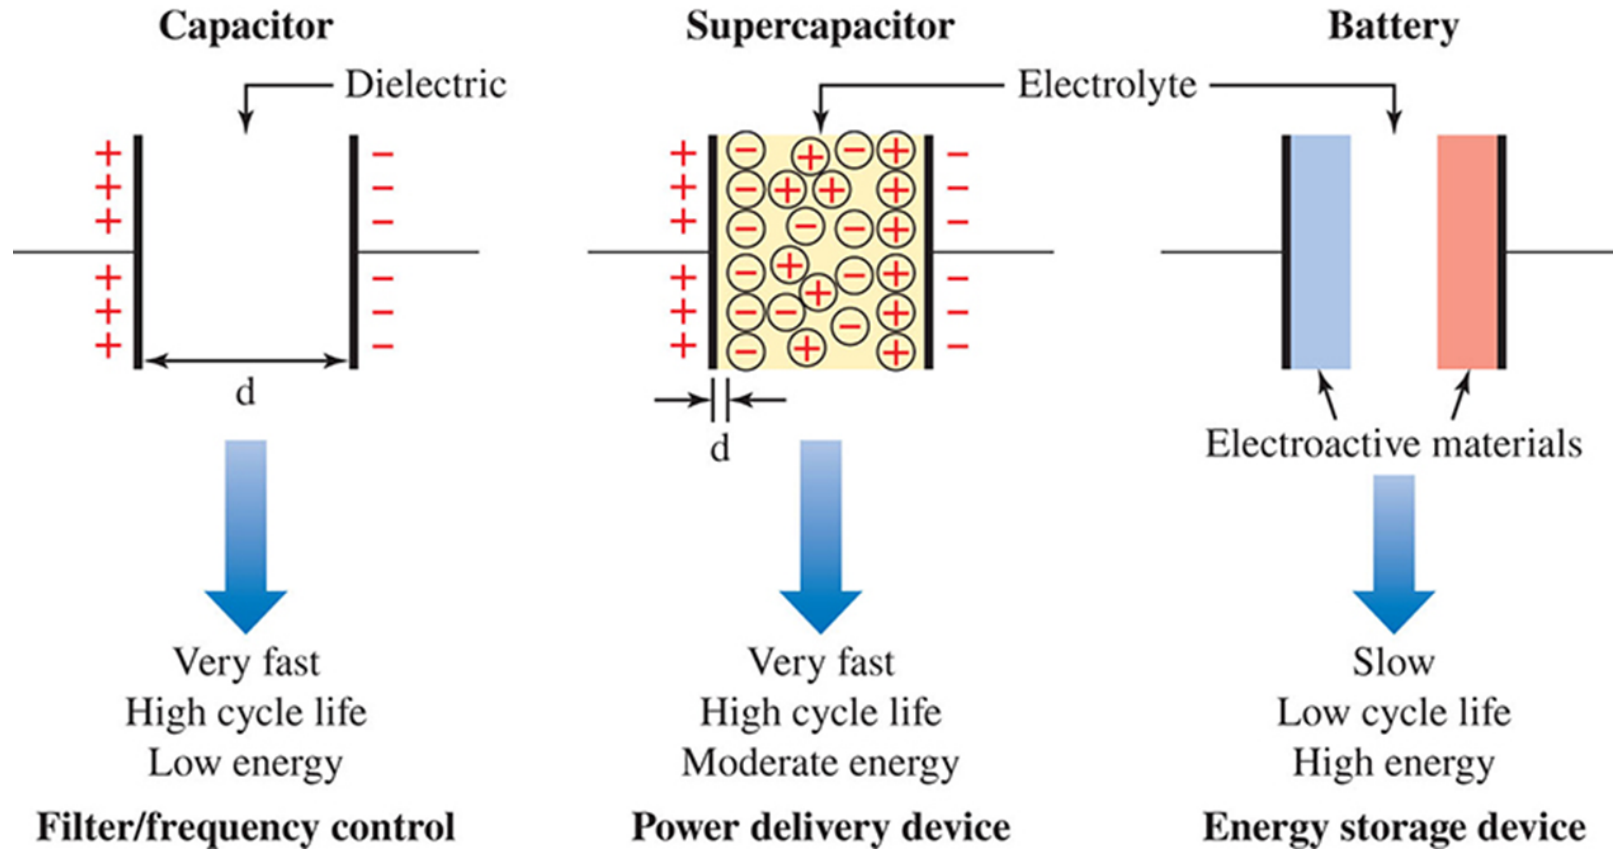 Capacitor
Supercapacitor
Battery
Dielectric
Electrolyte
+ + + + + +
− − − − − −
+ + + + + +
− − − − − −
d
d
Electroactive materials
Very fast
High cycle life
Low energy
Filter/frequency control
Very fast
High cycle life
Moderate energy
Power delivery device
Slow
Low cycle life
High energy
Energy storage device